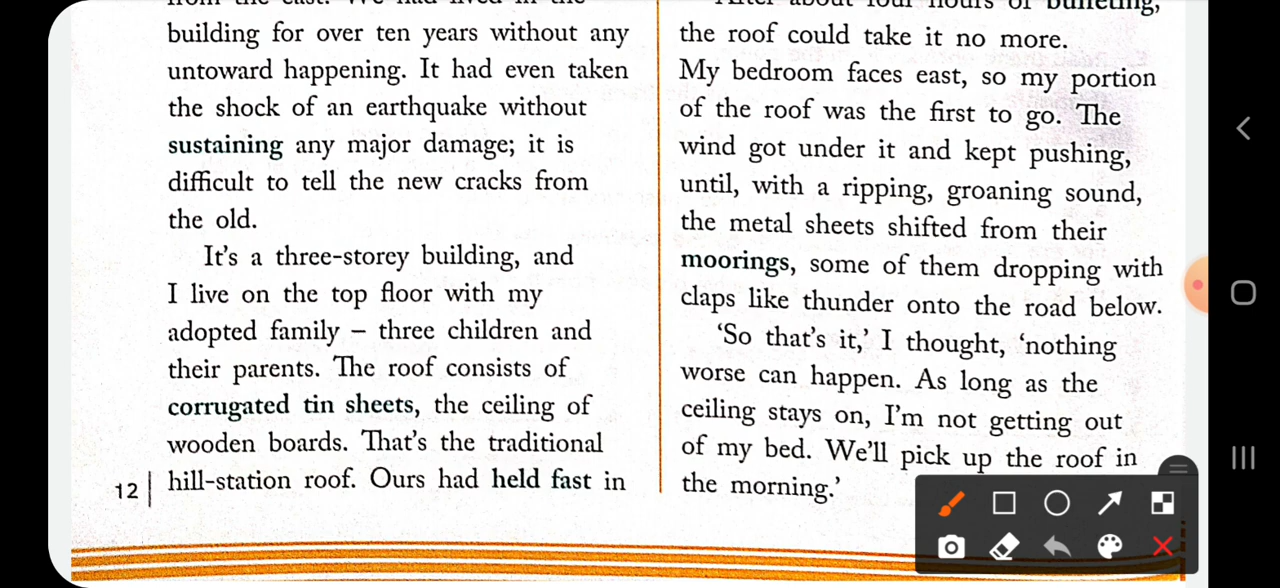 building for over ten years without any
untoward happening. It had even taken
the shock of an earthquake without
sustaining any major damage; it is
difficult to tell the new cracks from
the old.
It's a three-storey building, and
I live on the top floor with my
adopted family – three children and
their parents. The roof consists of
corrugated tin sheets, the ceiling of
wooden boards. That's the traditional
hill-station roof. Ours had held fast in
12
After about four hours of buffeting,
the roof could take it no more.
My bedroom faces east, so my portion
of the roof was the first to go. The
wind got under it and kept pushing,
until, with a ripping, groaning sound,
the metal sheets shifted from their
moorings, some of them dropping with
claps like thunder onto the road below.
'So that's it,' I thought, 'nothing
worse can happen. As long as the
ceiling stays on, I'm not getting out
of my bed. We'll pick up the roof in
the morning.'